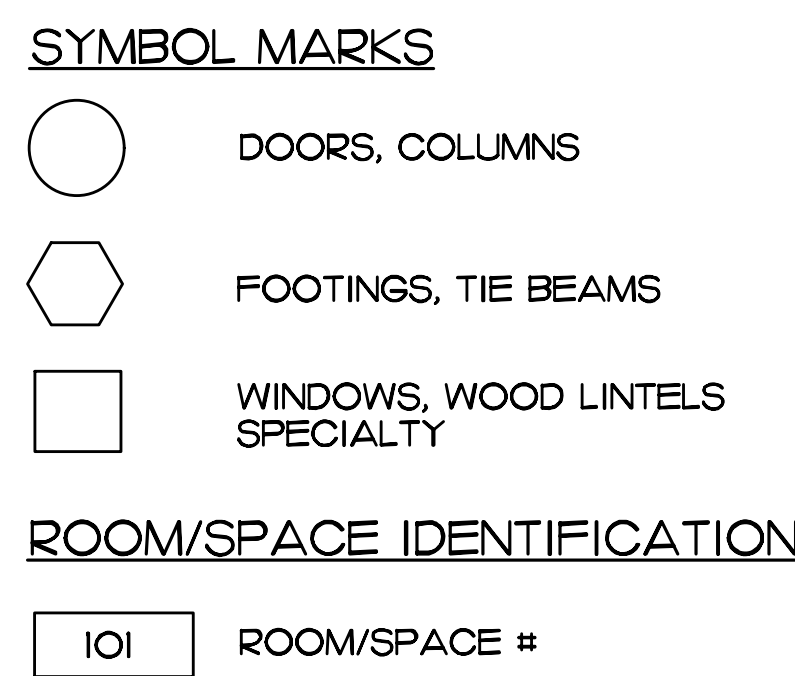 SYMBOL MARKS
DOORS, COLUMNS
FOOTINGS, TIE BEAMS
WINDOWS, WOOD LINTELS
SPECIALTY
ROOM/SPACE IDENTIFICATION
101 ROOM/SPACE #